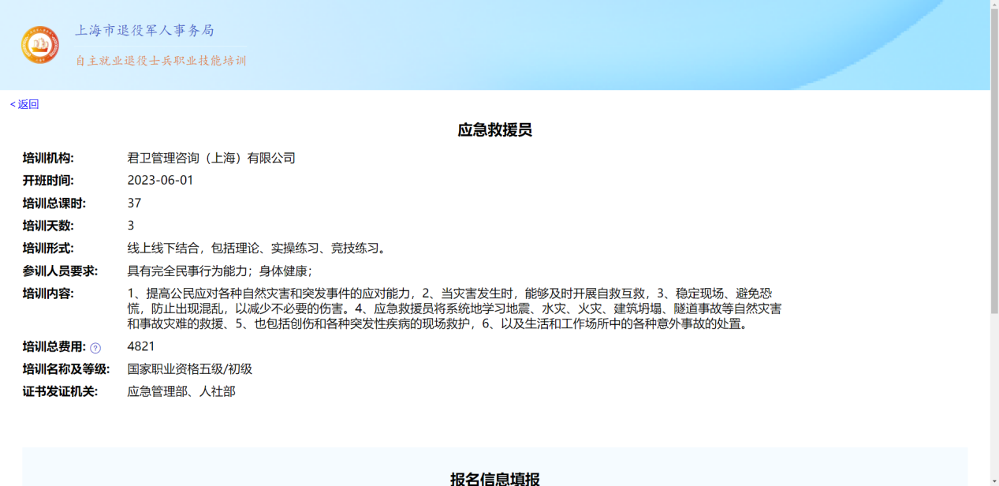 上海市退役军人事务局
自主就业退役士兵职业技能培训
< 返回
应急救援员
培训机构: 君卫管理咨询（上海）有限公司
开班时间: 2023-06-01
培训总课时: 37
培训天数: 3
培训形式: 线上线下结合，包括理论、实操练习、竞技练习。
参训人员要求: 具有完全民事行为能力；身体健康；
培训内容: 1、提高公民应对各种自然灾害和突发事件的应对能力，2、当灾害发生时，能够及时开展自救互救，3、稳定现场、避免恐
慌，防止出现混乱，以减少不必要的伤害。4、应急救援员将系统地学习地震、水灾、火灾、建筑坍塌、隧道事故等自然灾害
和事故灾难的救援、5、也包括创伤和各种突发性疾病的现场救护，6、以及生活和工作场所中的各种意外事故的处置。
培训总费用: ? 4821
培训名称及等级: 国家职业资格五级/初级
证书发证机关: 应急管理部、人社部
报名信息填报